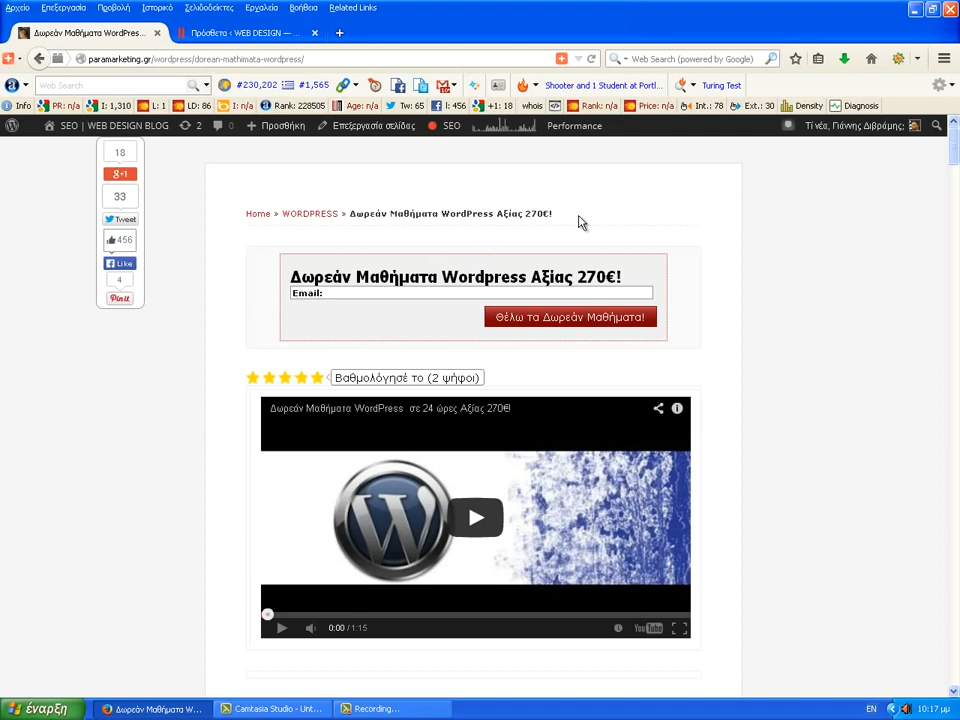 Αρχείο Επεξεργασία Προβολή Ιστορικό Σελιδοδείκτες Εργαλεία Βοήθεια Related Links
Δωρεάν Μαθήματα WordPres... Πρόσθετα < WEB DESIGN — ...
paramarketing.gr/wordpress/dorean-mathimata-wordpress/ Web Search (powered by Google)
Web Search #230,202 #1,565 Shooter and 1 Student at Portl... Turing Test
Info PR: n/a I: 1,310 L: 1 LD: 86 I: n/a Rank: 228505 Age: n/a Tw: 65 I: 456 +1: 18 whois Rank: n/a Price: n/a Int.: 78 Ext.: 30 Density Diagnosis
SEO | WEB DESIGN BLOG 2 0 Προσθήκη Επεξεργασία σελίδας SEO Performance Τί νέα, Γιάννης Διβράμης;
18
g+1
33
Tweet
456
Like
4
Pin it
Home » WORDPRESS » Δωρεάν Μαθήματα WordPress Αξίας 270€!
Δωρεάν Μαθήματα Wordpress Αξίας 270€!
Email:
Θέλω τα Δωρεάν Μαθήματα!
Βαθμολόγησέ το (2 ψήφοι)
Δωρεάν Μαθήματα WordPress σε 24 ώρες Αξίας 270€!
0:00 / 1:15 YouTube
έναρξη Δωρεάν Μαθήματα W... Camtasia Studio - Unt... Recording... EN 10:17 μμ